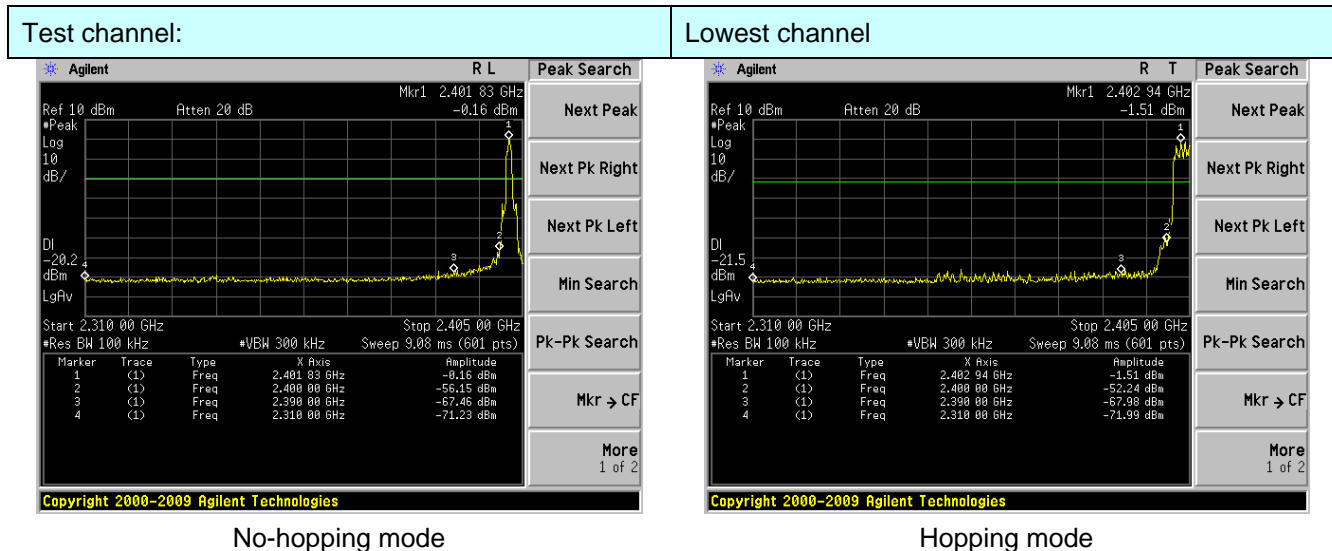 Test channel:
Lowest channel
Agilent
R L
Peak Search
Mkr1 2.401 83 GHz
Ref 10 dBm
Atten 20 dB
-0.16 dBm
#Peak
Log
10
dB/
1
2
3
4
DI
-20.2
dBm
LgAv
Start 2.310 00 GHz
Stop 2.405 00 GHz
#Res BW 100 kHz
#VBW 300 kHz
Sweep 9.08 ms (601 pts)
Marker Trace Type X Axis Amplitude
1 (1) Freq 2.401 83 GHz -0.16 dBm
2 (1) Freq 2.400 00 GHz -56.15 dBm
3 (1) Freq 2.390 00 GHz -67.46 dBm
4 (1) Freq 2.310 00 GHz -71.23 dBm
Next Peak
Next Pk Right
Next Pk Left
Min Search
Pk-Pk Search
Mkr → CF
More
1 of 2
Copyright 2000-2009 Agilent Technologies
No-hopping mode
Agilent
R T
Peak Search
Mkr1 2.402 94 GHz
Ref 10 dBm
Atten 20 dB
-1.51 dBm
#Peak
Log
10
dB/
1
2
3
4
DI
-21.5
dBm
LgAv
Start 2.310 00 GHz
Stop 2.405 00 GHz
#Res BW 100 kHz
#VBW 300 kHz
Sweep 9.08 ms (601 pts)
Marker Trace Type X Axis Amplitude
1 (1) Freq 2.402 94 GHz -1.51 dBm
2 (1) Freq 2.400 00 GHz -52.24 dBm
3 (1) Freq 2.390 00 GHz -67.98 dBm
4 (1) Freq 2.310 00 GHz -71.99 dBm
Next Peak
Next Pk Right
Next Pk Left
Min Search
Pk-Pk Search
Mkr → CF
More
1 of 2
Copyright 2000-2009 Agilent Technologies
Hopping mode